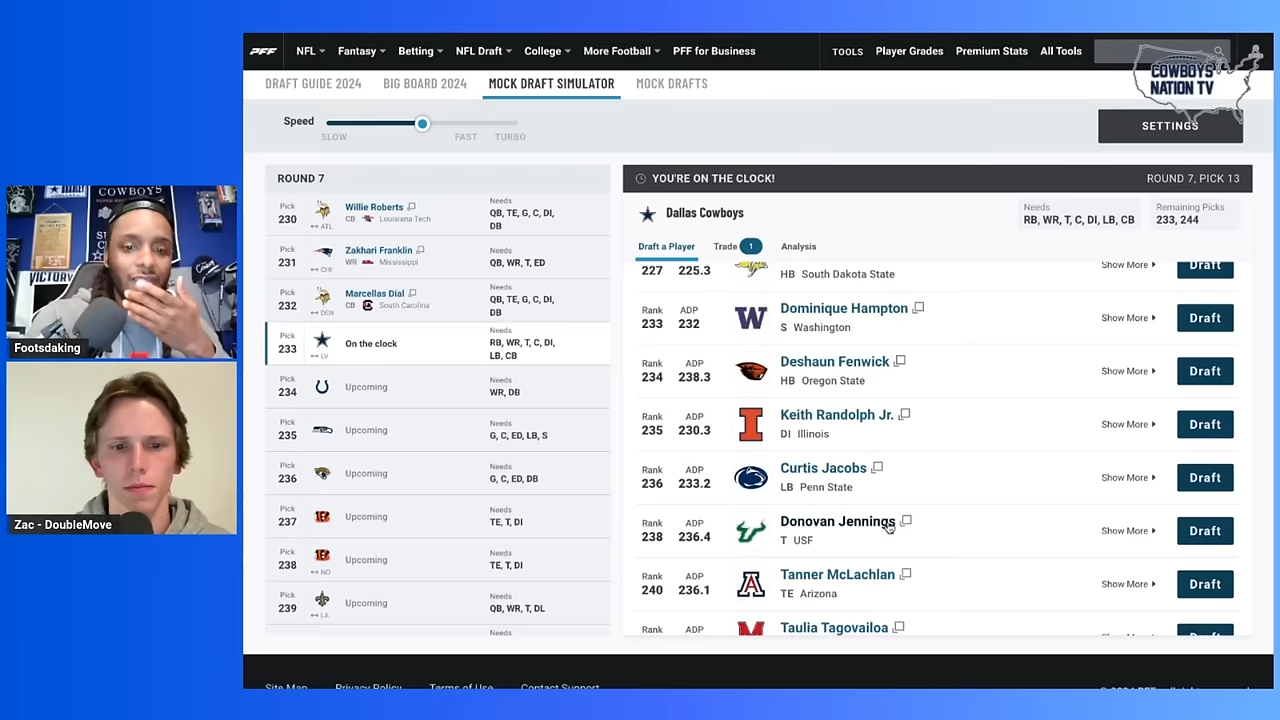 PFF
NFL
Fantasy
Betting
NFL Draft
College
More Football
PFF for Business
TOOLS
Player Grades
Premium Stats
All Tools
COWBOYS
NATION TV
DRAFT GUIDE 2024
BIG BOARD 2024
MOCK DRAFT SIMULATOR
MOCK DRAFTS
Speed
SLOW
FAST
TURBO
SETTINGS
ROUND 7
Pick
230
ATL
Willie Roberts
CB Louisiana Tech
Needs
QB, TE, G, C, DI,
DB
Pick
231
CHI
Zakhari Franklin
WR Mississippi
Needs
QB, WR, T, ED
Pick
232
DEN
Marcellas Dial
CB South Carolina
Needs
QB, TE, G, C, DI,
DB
Pick
233
LV
On the clock
Needs
RB, WR, T, C, DI,
LB, CB
Pick
234
Upcoming
Needs
WR, DB
Pick
235
Upcoming
Needs
G, C, ED, LB, S
Pick
236
Upcoming
Needs
G, C, ED, DB
Pick
237
Upcoming
Needs
TE, T, DI
Pick
238
NO
Upcoming
Needs
TE, T, DI
Pick
239
LA
Upcoming
Needs
QB, WR, T, DL
Needs
YOU'RE ON THE CLOCK!
ROUND 7, PICK 13
Dallas Cowboys
Needs
RB, WR, T, C, DI, LB, CB
Remaining Picks
233, 244
Draft a Player
Trade 1
Analysis
227 225.3
HB South Dakota State
Show More
Draft
Rank ADP
233 232
Dominique Hampton
S Washington
Show More
Draft
Rank ADP
234 238.3
Deshaun Fenwick
HB Oregon State
Show More
Draft
Rank ADP
235 230.3
Keith Randolph Jr.
DI Illinois
Show More
Draft
Rank ADP
236 233.2
Curtis Jacobs
LB Penn State
Show More
Draft
Rank ADP
238 236.4
Donovan Jennings
T USF
Show More
Draft
Rank ADP
240 236.1
Tanner McLachlan
TE Arizona
Show More
Draft
Rank ADP
Taulia Tagovailoa
Site Map
Privacy Policy
Terms of Use
Contact Support
COWBOYS
VICTORY
Footsdaking
Zac - DoubleMove